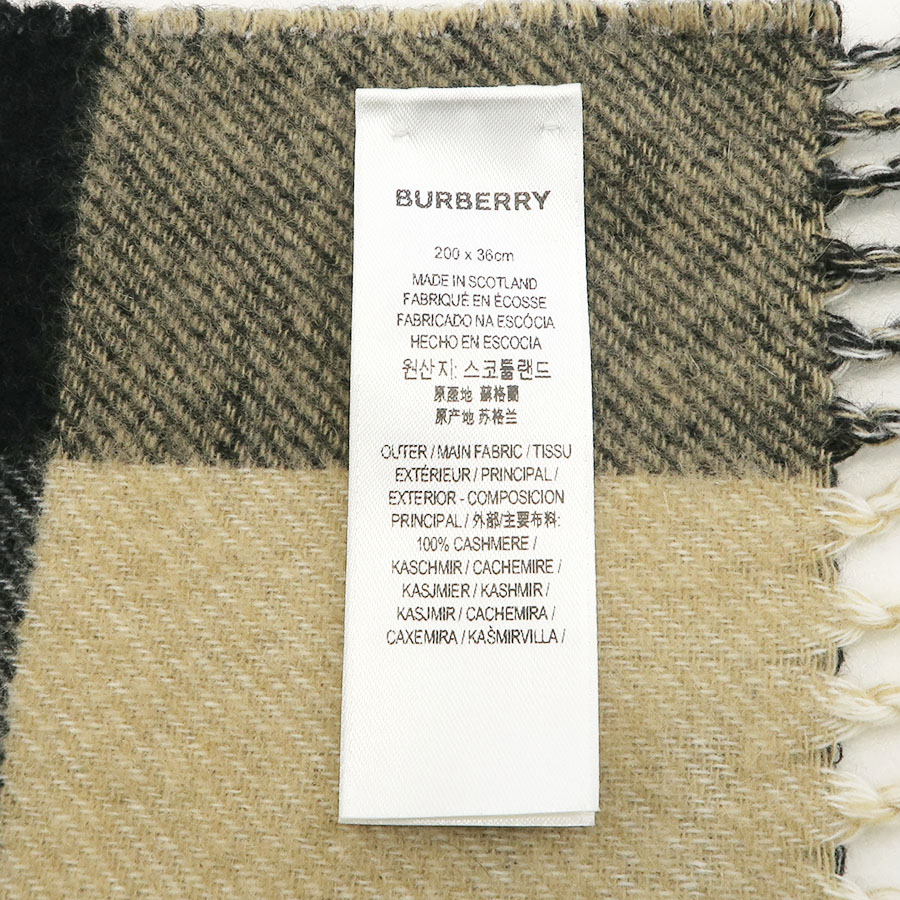 BURBERRY
200 x 36cm
MADE IN SCOTLAND
FABRIQUÉ EN ÉCOSSE
FABRICADO NA ESCÓCIA
HECHO EN ESCOCIA
원산지: 스코틀랜드
原產地 蘇格蘭
原产地 苏格兰
OUTER / MAIN FABRIC / TISSU
EXTÉRIEUR / PRINCIPAL /
EXTERIOR - COMPOSICION
PRINCIPAL / 外部/主要布料:
100% CASHMERE /
KASCHMIR / CACHEMIRE /
KASJMIER / KASHMIR /
KASJMIR / CACHEMIRA /
CAXEMIRA / KAŠMIRVILLA /